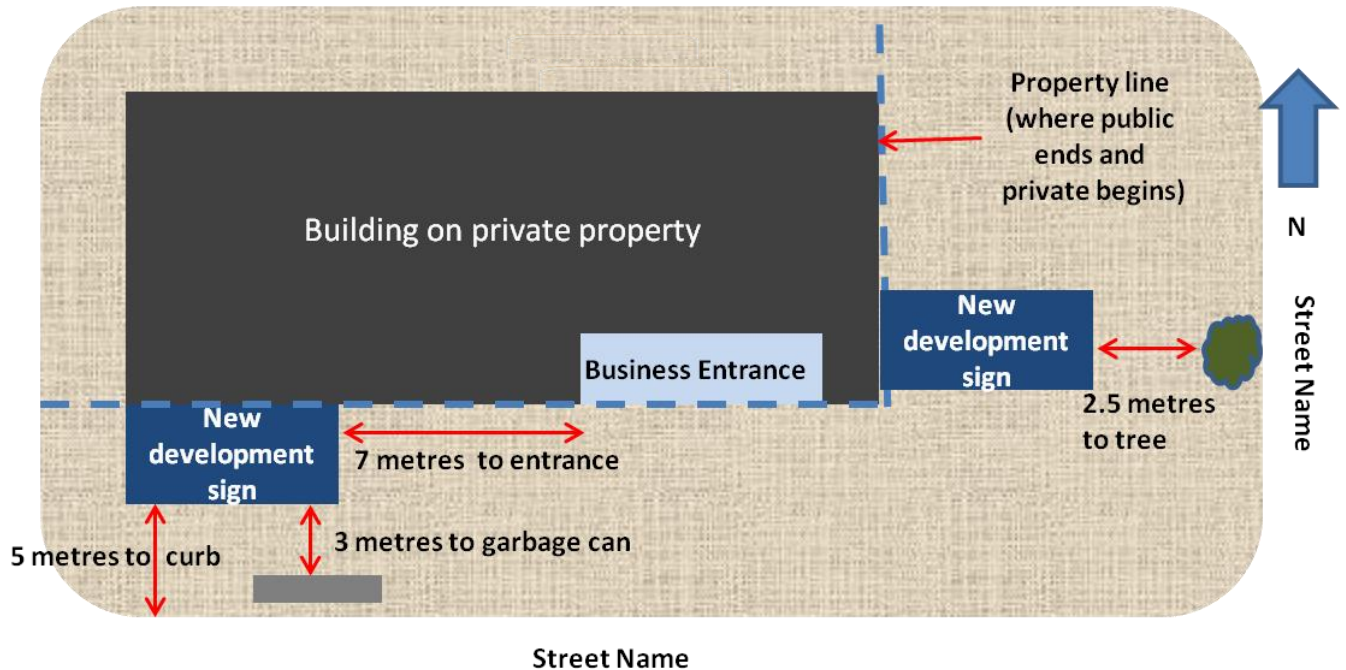 Property line
(where public
ends and
private begins)
N
Building on private property
Street Name
New
development
sign
Business Entrance
2.5 metres
to tree
New
development
sign
7 metres to entrance
3 metres to garbage can
5 metres to curb
Street Name